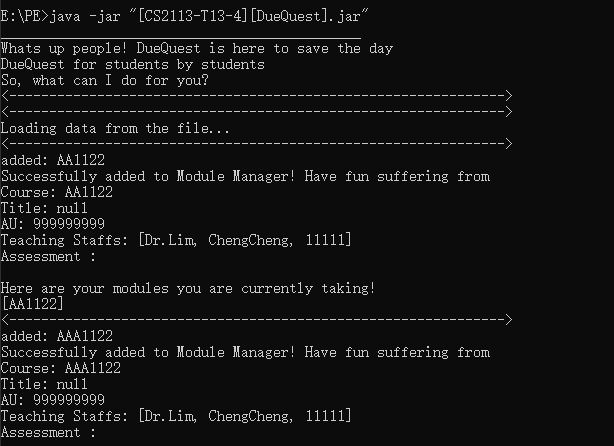 E:\PE>java -jar "[CS2113-T13-4][DueQuest].jar"
_____________________________________________
Whats up people! DueQuest is here to save the day
DueQuest for students by students
So, what can I do for you?
<-------------------------------------------------------------->
<-------------------------------------------------------------->
Loading data from the file...
<-------------------------------------------------------------->
added: AA1122
Successfully added to Module Manager! Have fun suffering from
Course: AA1122
Title: null
AU: 999999999
Teaching Staffs: [Dr.Lim, ChengCheng, 11111]
Assessment :
Here are your modules you are currently taking!
[AA1122]
<-------------------------------------------------------------->
added: AAA1122
Successfully added to Module Manager! Have fun suffering from
Course: AAA1122
Title: null
AU: 999999999
Teaching Staffs: [Dr.Lim, ChengCheng, 11111]
Assessment :